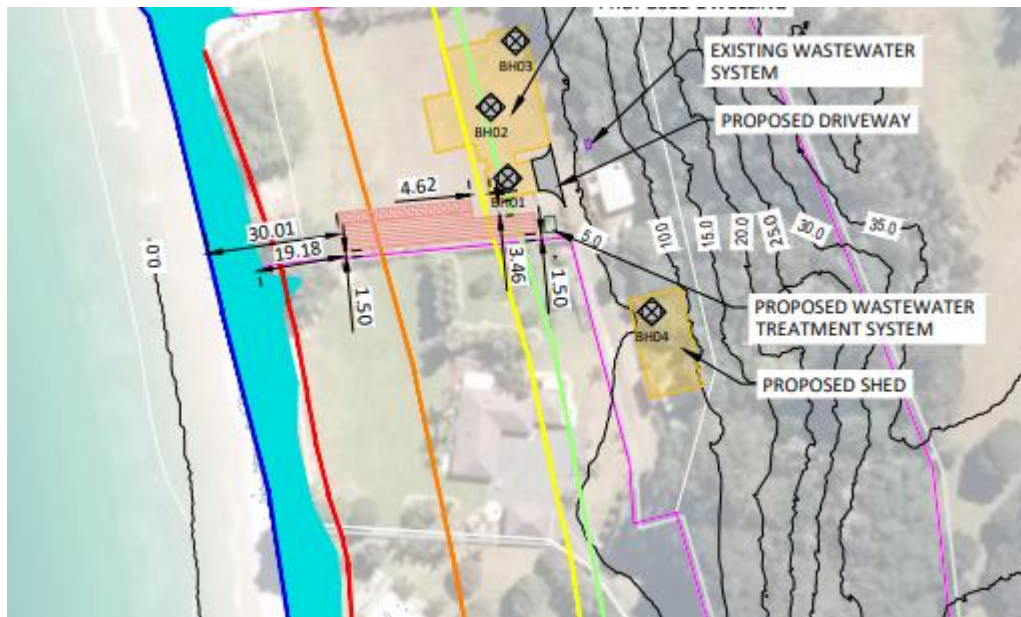 PROPOSED DWELLING
EXISTING WASTEWATER
SYSTEM
PROPOSED DRIVEWAY
BH03
BH02
BH01
4.62
30.01
19.18
1.50
3.46
1.50
0.0
5.0
10.0
15.0
20.0
25.0
30.0
35.0
PROPOSED WASTEWATER
TREATMENT SYSTEM
BH04
PROPOSED SHED